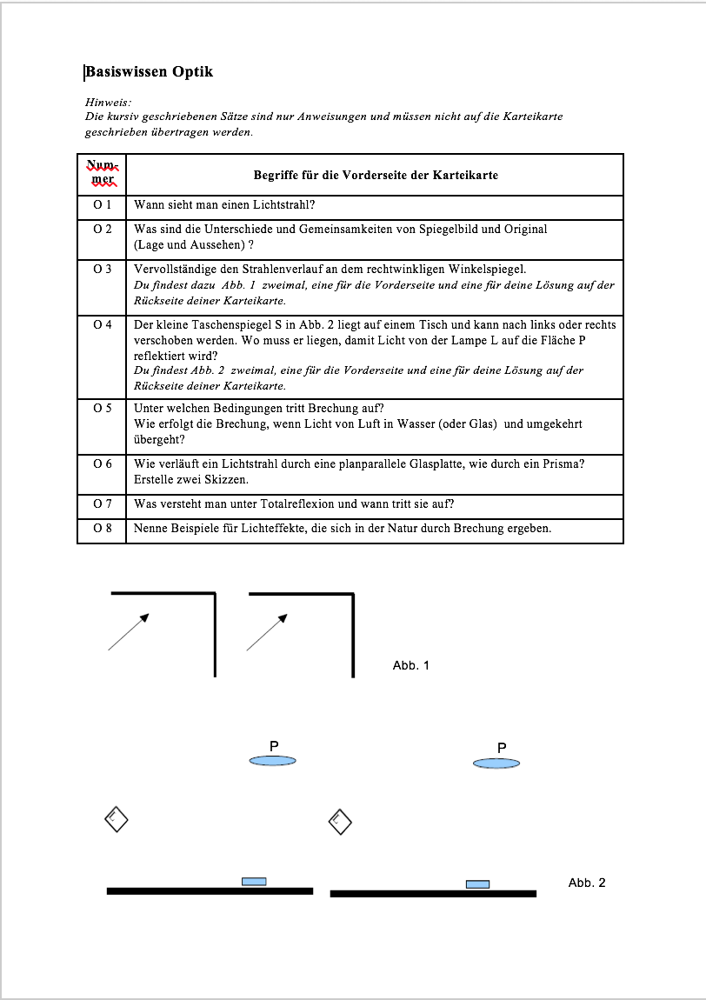 Basiswissen Optik
Hinweis:
Die kursiv geschriebenen Sätze sind nur Anweisungen und müssen nicht auf die Karteikarte
geschrieben übertragen werden.
Num-
mer
Begriffe für die Vorderseite der Karteikarte
O 1
Wann sieht man einen Lichtstrahl?
O 2
Was sind die Unterschiede und Gemeinsamkeiten von Spiegelbild und Original
(Lage und Aussehen) ?
O 3
Vervollständige den Strahlenverlauf an dem rechtwinkligen Winkelspiegel.
Du findest dazu Abb. 1 zweimal, eine für die Vorderseite und eine für deine Lösung auf der
Rückseite deiner Karteikarte.
O 4
Der kleine Taschenspiegel S in Abb. 2 liegt auf einem Tisch und kann nach links oder rechts
verschoben werden. Wo muss er liegen, damit Licht von der Lampe L auf die Fläche P
reflektiert wird?
Du findest Abb. 2 zweimal, eine für die Vorderseite und eine für deine Lösung auf der
Rückseite deiner Karteikarte.
O 5
Unter welchen Bedingungen tritt Brechung auf?
Wie erfolgt die Brechung, wenn Licht von Luft in Wasser (oder Glas) und umgekehrt
übergeht?
O 6
Wie verläuft ein Lichtstrahl durch eine planparallele Glasplatte, wie durch ein Prisma?
Erstelle zwei Skizzen.
O 7
Was versteht man unter Totalreflexion und wann tritt sie auf?
O 8
Nenne Beispiele für Lichteffekte, die sich in der Natur durch Brechung ergeben.
Abb. 1
P
P
Abb. 2